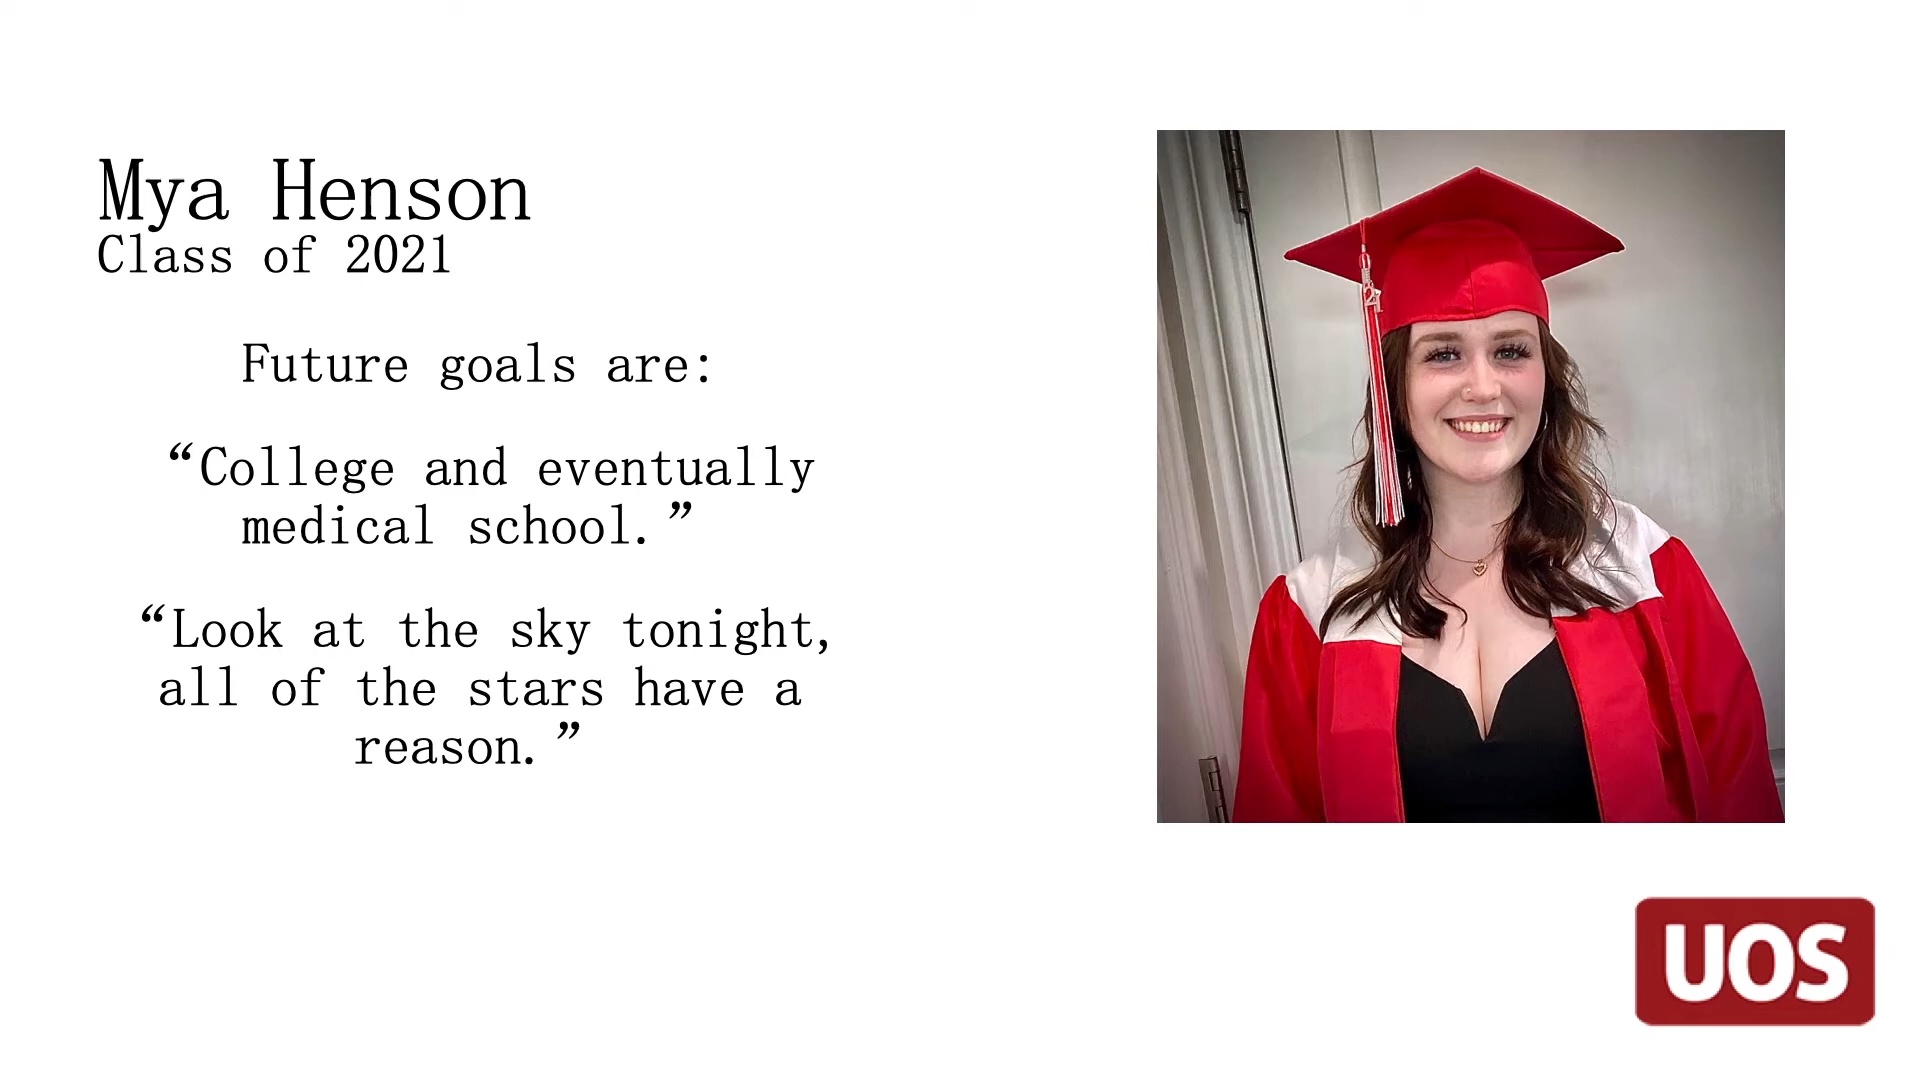 Mya Henson
Class of 2021
Future goals are:
“College and eventually
medical school.”
“Look at the sky tonight,
all of the stars have a
reason.”
21
UOS